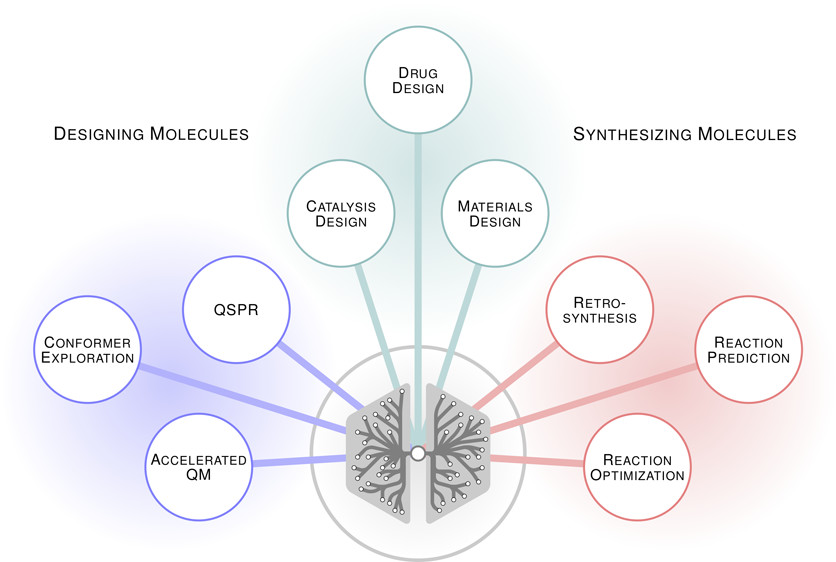 DRUG
DESIGN
DESIGNING MOLECULES
SYNTHESIZING MOLECULES
CATALYSIS
DESIGN
MATERIALS
DESIGN
QSPR
RETRO-
SYNTHESIS
CONFORMER
EXPLORATION
REACTION
PREDICTION
ACCELERATED
QM
REACTION
OPTIMIZATION